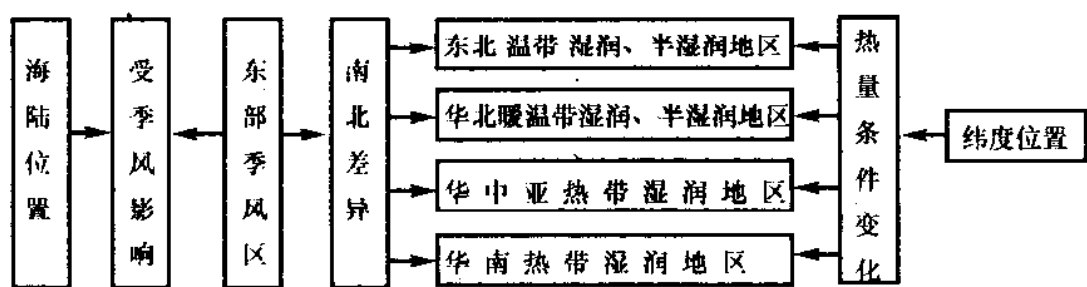 海陆位置
受季风影响
东部季风区
南北差异
东北温带湿润、半湿润地区
华北暖温带湿润、半湿润地区
华中亚热带湿润地区
华南热带湿润地区
热量条件变化
纬度位置